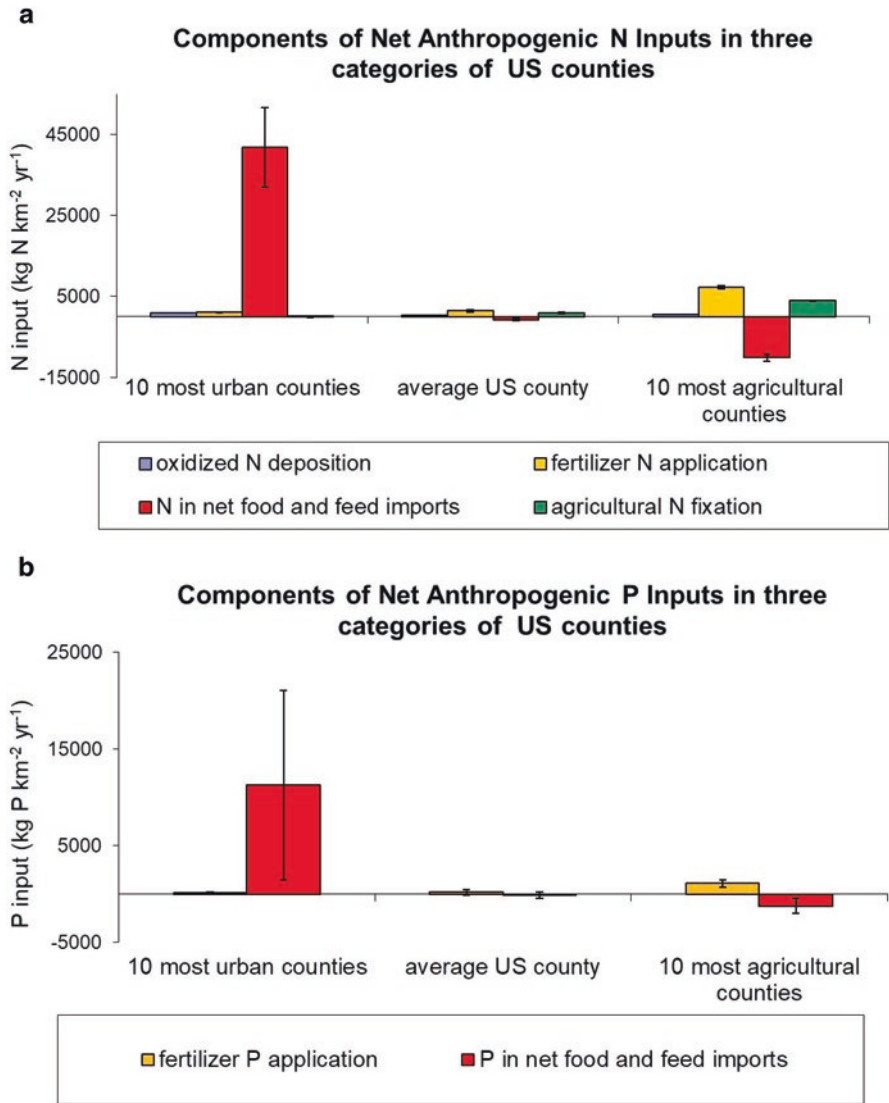 a
Components of Net Anthropogenic N Inputs in three
categories of US counties
N input (kg N km-2 yr-1)
45000
25000
5000
-15000
10 most urban counties
average US county
10 most agricultural
counties
oxidized N deposition
fertilizer N application
N in net food and feed imports
agricultural N fixation
b
Components of Net Anthropogenic P Inputs in three
categories of US counties
P input (kg P km-2 yr-1)
25000
15000
5000
-5000
10 most urban counties
average US county
10 most agricultural
counties
fertilizer P application
P in net food and feed imports